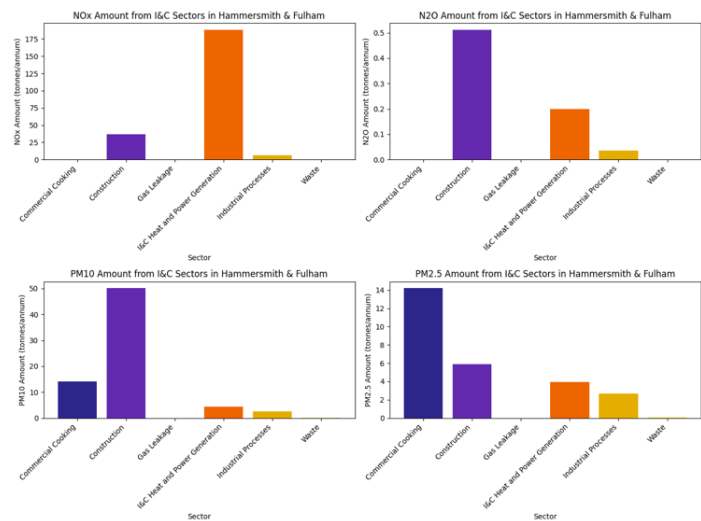 NOx Amount from I&C Sectors in Hammersmith & Fulham
NOx Amount (tonnes/annum)
175
150
125
100
75
50
25
0
Commercial Cooking
Construction
Gas Leakage
I&C Heat and Power Generation
Industrial Processes
Waste
Sector
N2O Amount from I&C Sectors in Hammersmith & Fulham
N2O Amount (tonnes/annum)
0.5
0.4
0.3
0.2
0.1
0.0
Commercial Cooking
Construction
Gas Leakage
I&C Heat and Power Generation
Industrial Processes
Waste
Sector
PM10 Amount from I&C Sectors in Hammersmith & Fulham
PM10 Amount (tonnes/annum)
50
40
30
20
10
0
Commercial Cooking
Construction
Gas Leakage
I&C Heat and Power Generation
Industrial Processes
Waste
Sector
PM2.5 Amount from I&C Sectors in Hammersmith & Fulham
PM2.5 Amount (tonnes/annum)
14
12
10
8
6
4
2
0
Commercial Cooking
Construction
Gas Leakage
I&C Heat and Power Generation
Industrial Processes
Waste
Sector